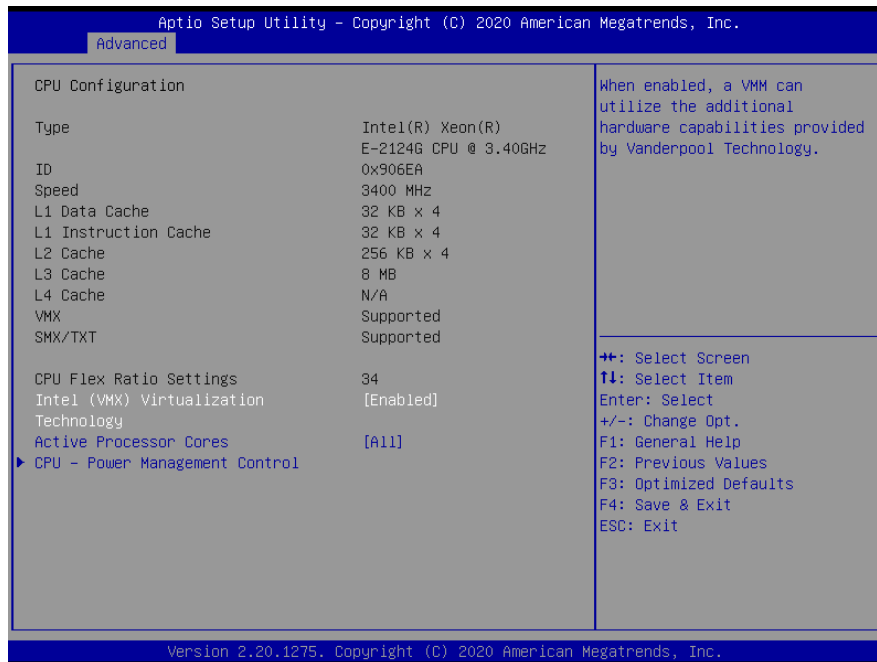 Aptio Setup Utility – Copyright (C) 2020 American Megatrends, Inc.
Advanced
CPU Configuration
Type Intel(R) Xeon(R)
E-2124G CPU @ 3.40GHz
ID 0x906EA
Speed 3400 MHz
L1 Data Cache 32 KB x 4
L1 Instruction Cache 32 KB x 4
L2 Cache 256 KB x 4
L3 Cache 8 MB
L4 Cache N/A
VMX Supported
SMX/TXT Supported
CPU Flex Ratio Settings 34
Intel (VMX) Virtualization [Enabled]
Technology
Active Processor Cores [All]
CPU – Power Management Control
When enabled, a VMM can
utilize the additional
hardware capabilities provided
by Vanderpool Technology.
→←: Select Screen
↑↓: Select Item
Enter: Select
+/-: Change Opt.
F1: General Help
F2: Previous Values
F3: Optimized Defaults
F4: Save & Exit
ESC: Exit
Version 2.20.1275. Copyright (C) 2020 American Megatrends, Inc.